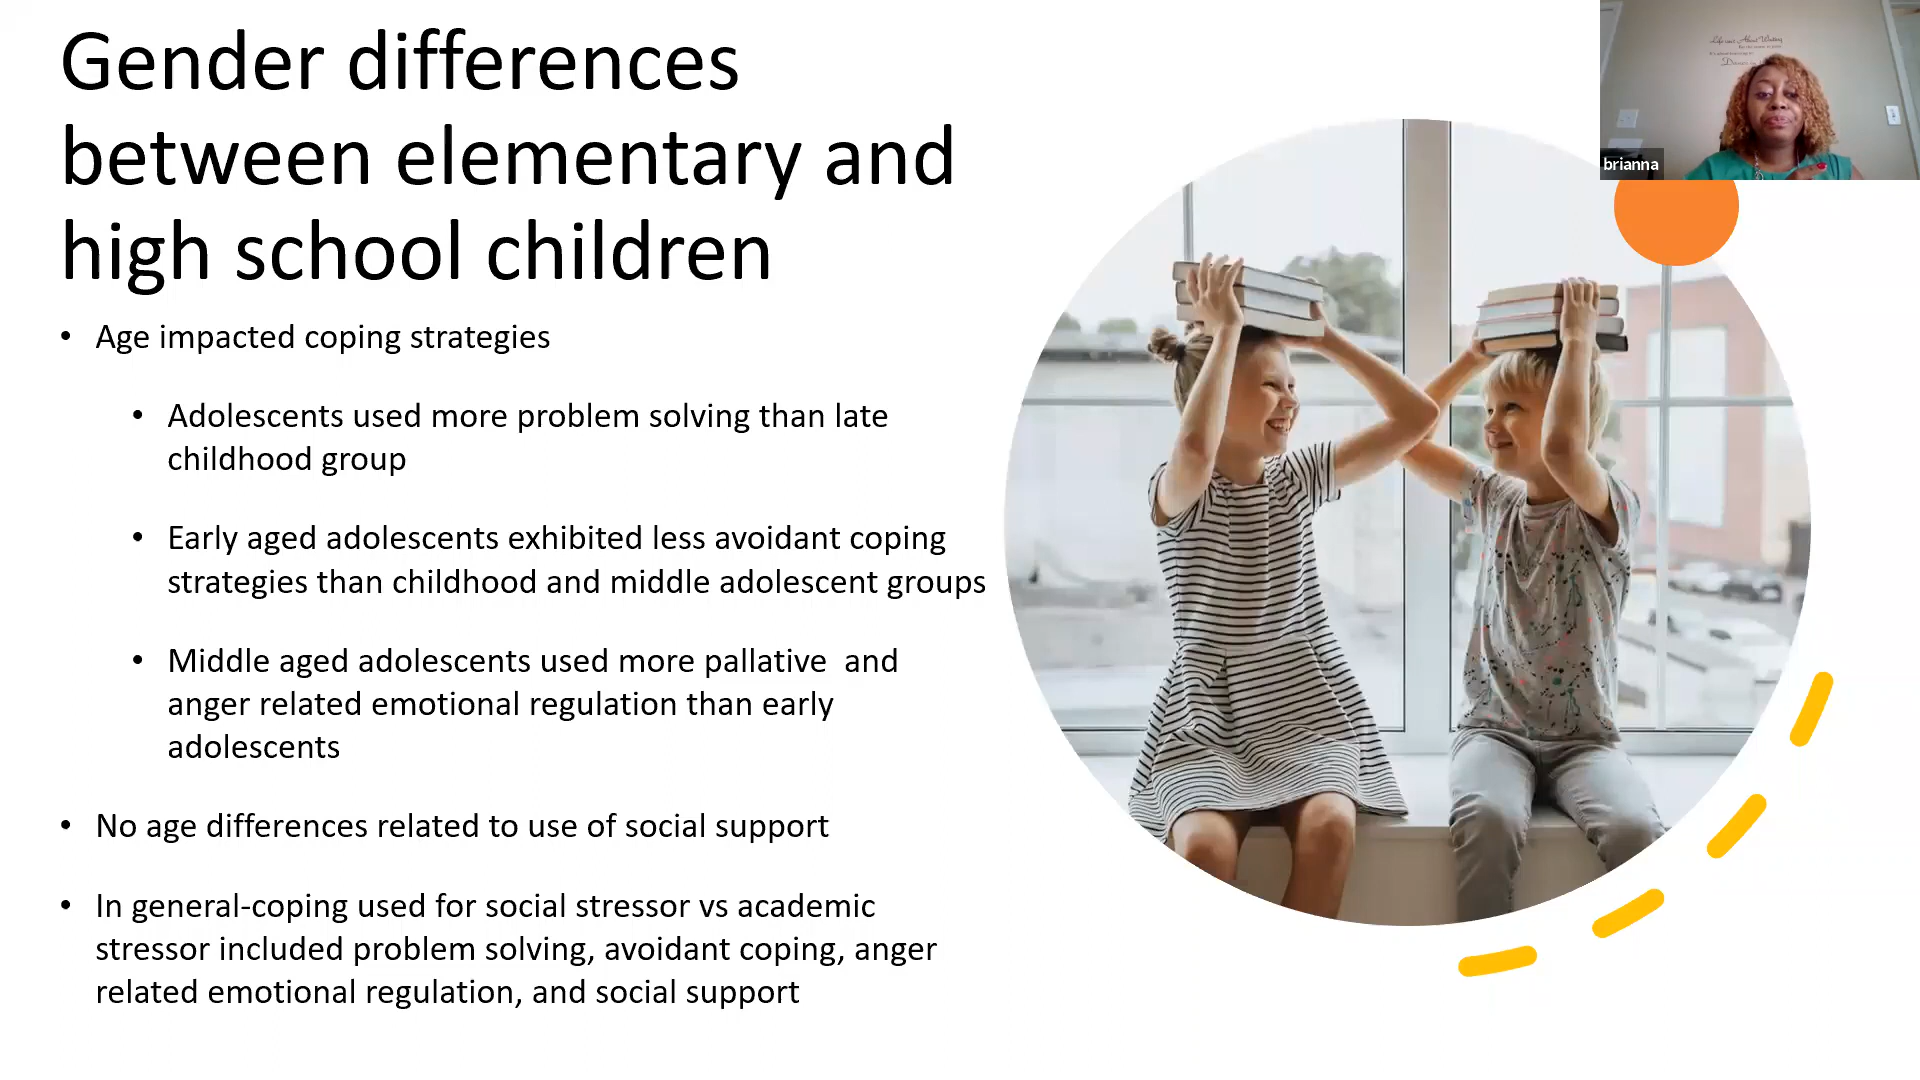 Gender differences
between elementary and
high school children
• Age impacted coping strategies
• Adolescents used more problem solving than late
childhood group
• Early aged adolescents exhibited less avoidant coping
strategies than childhood and middle adolescent groups
• Middle aged adolescents used more pallative  and
anger related emotional regulation than early
adolescents
• No age differences related to use of social support
• In general-coping used for social stressor vs academic
stressor included problem solving, avoidant coping, anger
related emotional regulation, and social support
Life isn't About Waiting
brianna